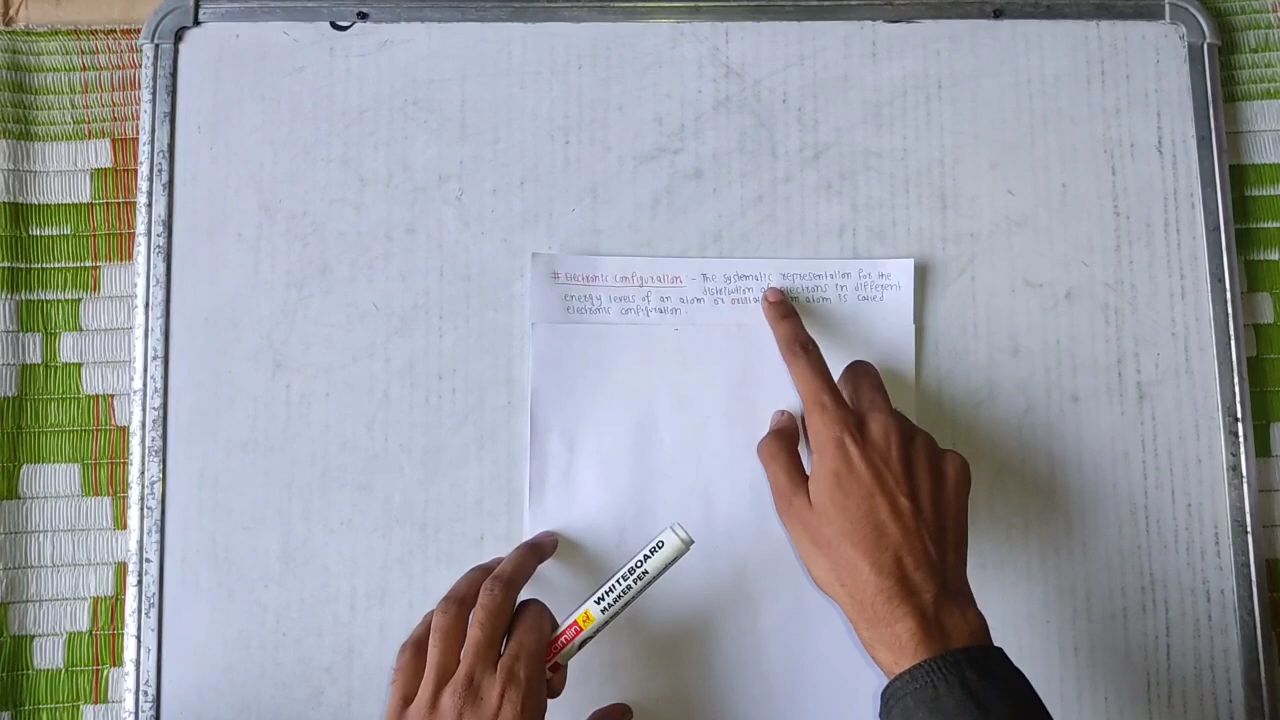 # Electronic Configuration :- The systematic representation for the
distribution of electrons in different
energy levels of an atom or orbital an atom is called
electronic configuration.
Camlin
WHITEBOARD
MARKER PEN